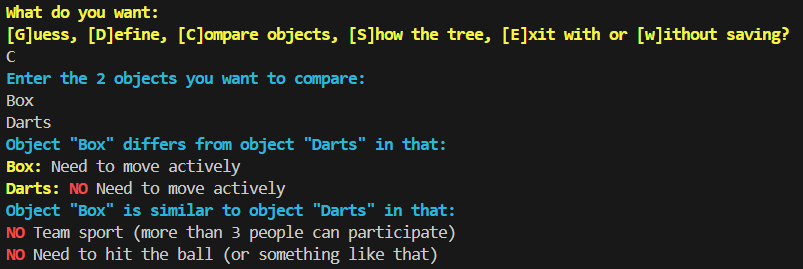 What do you want:
[G]uess, [D]efine, [C]ompare objects, [S]how the tree, [E]xit with or [w]ithout saving?
C
Enter the 2 objects you want to compare:
Box
Darts
Object "Box" differs from object "Darts" in that:
Box: Need to move actively
Darts: NO Need to move actively
Object "Box" is similar to object "Darts" in that:
NO Team sport (more than 3 people can participate)
NO Need to hit the ball (or something like that)